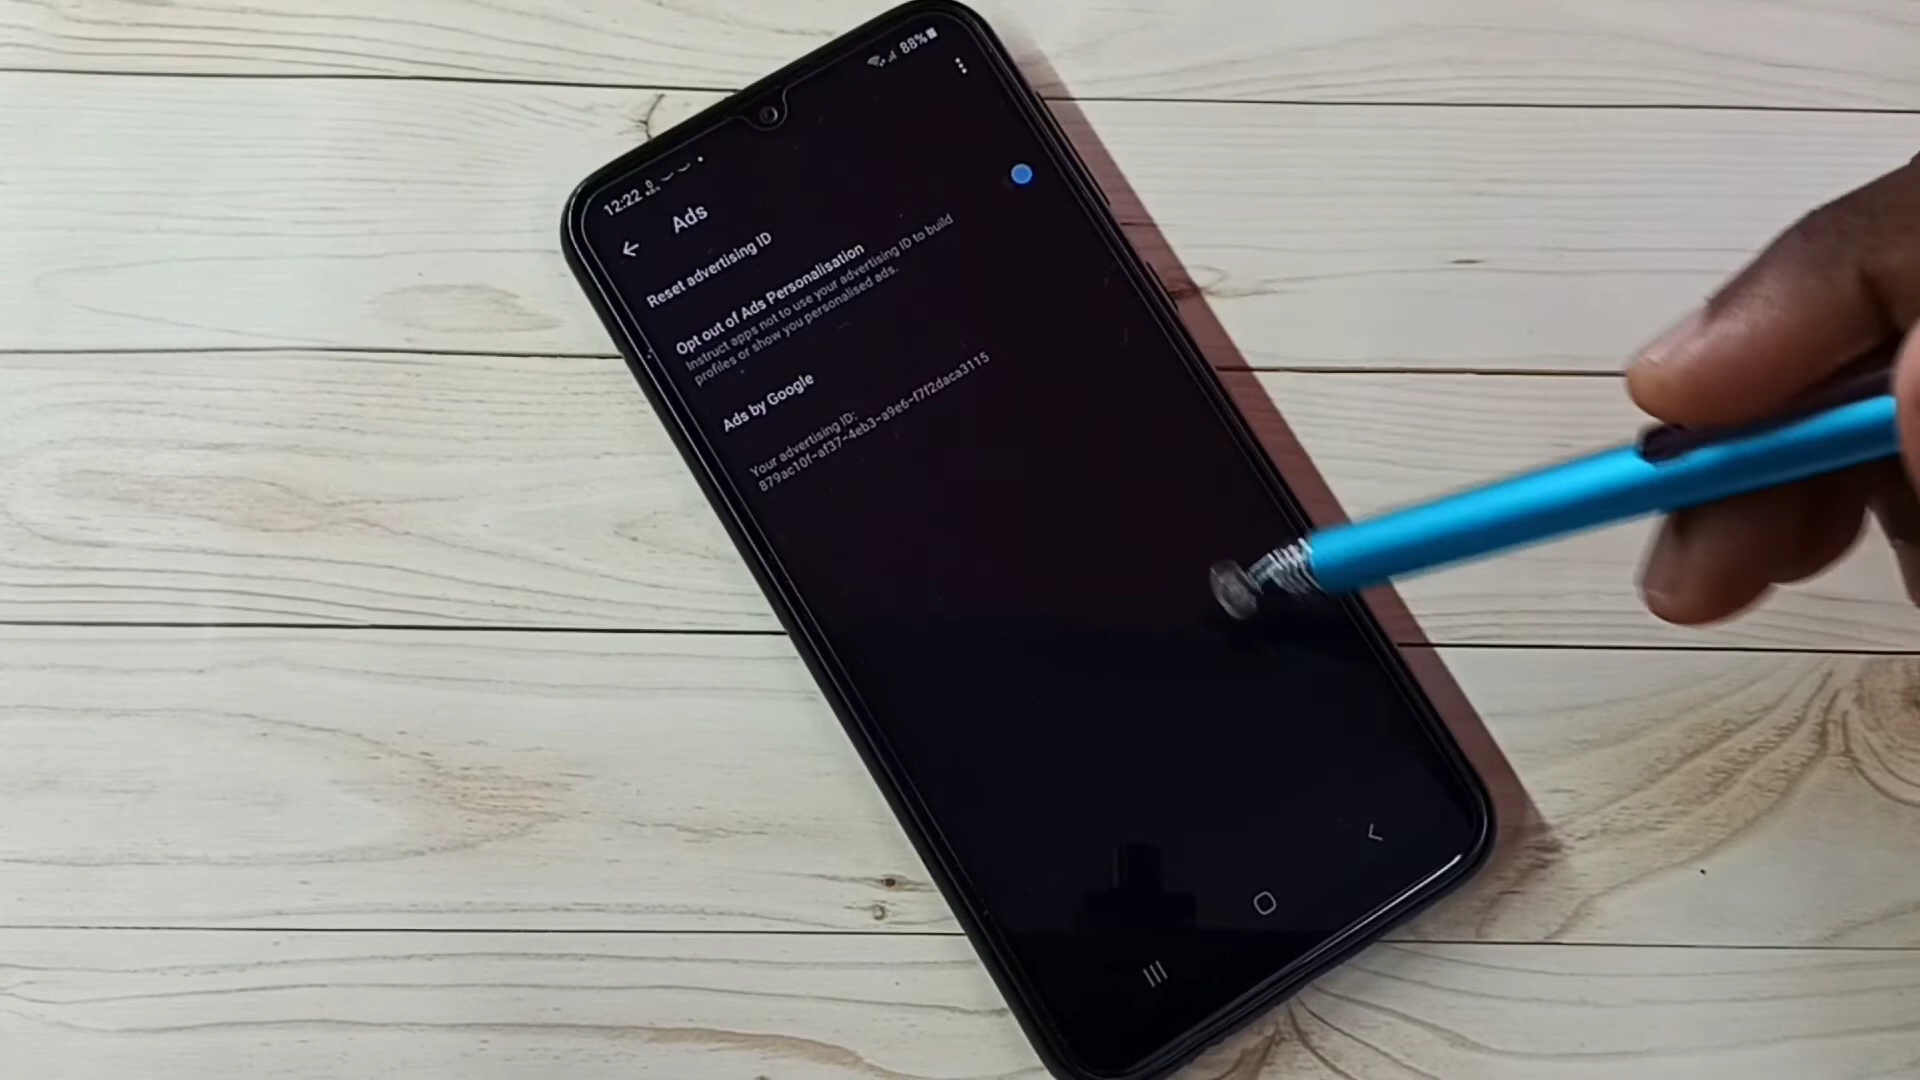 12:22
88%
Ads
Reset advertising ID
Opt out of Ads Personalisation
Instruct apps not to use your advertising ID to build
profiles or show you personalised ads.
Ads by Google
Your advertising ID:
879ac10f-af37-4eb3-a9e6-f7f2daca3115